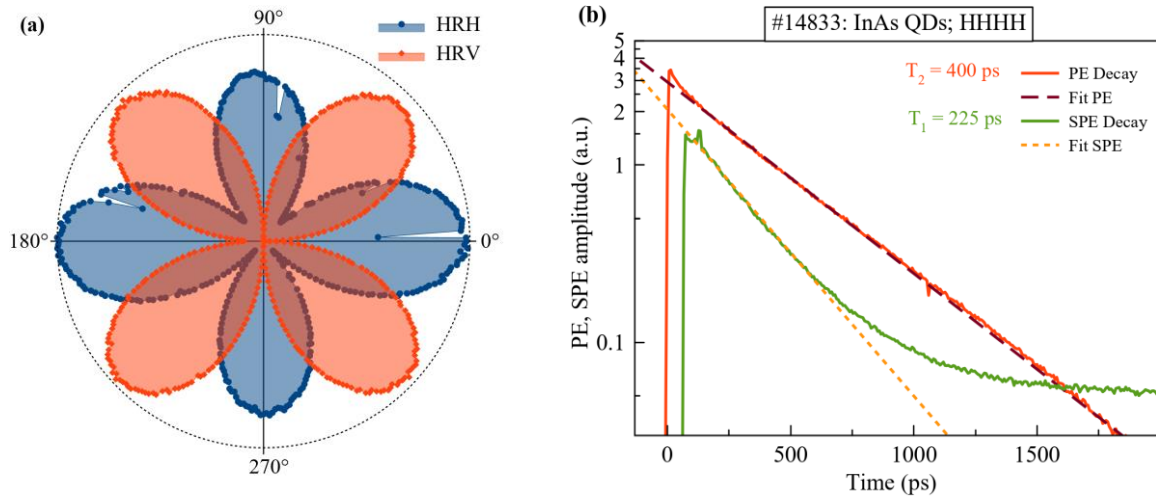 (a)
90°
HRH
HRV
180°
0°
270°
(b)
#14833: InAs QDs; HHHH
T2 = 400 ps
T1 = 225 ps
PE Decay
Fit PE
SPE Decay
Fit SPE
PE, SPE amplitude (a.u.)
5
4
3
2
1
0.1
0
500
1000
1500
Time (ps)